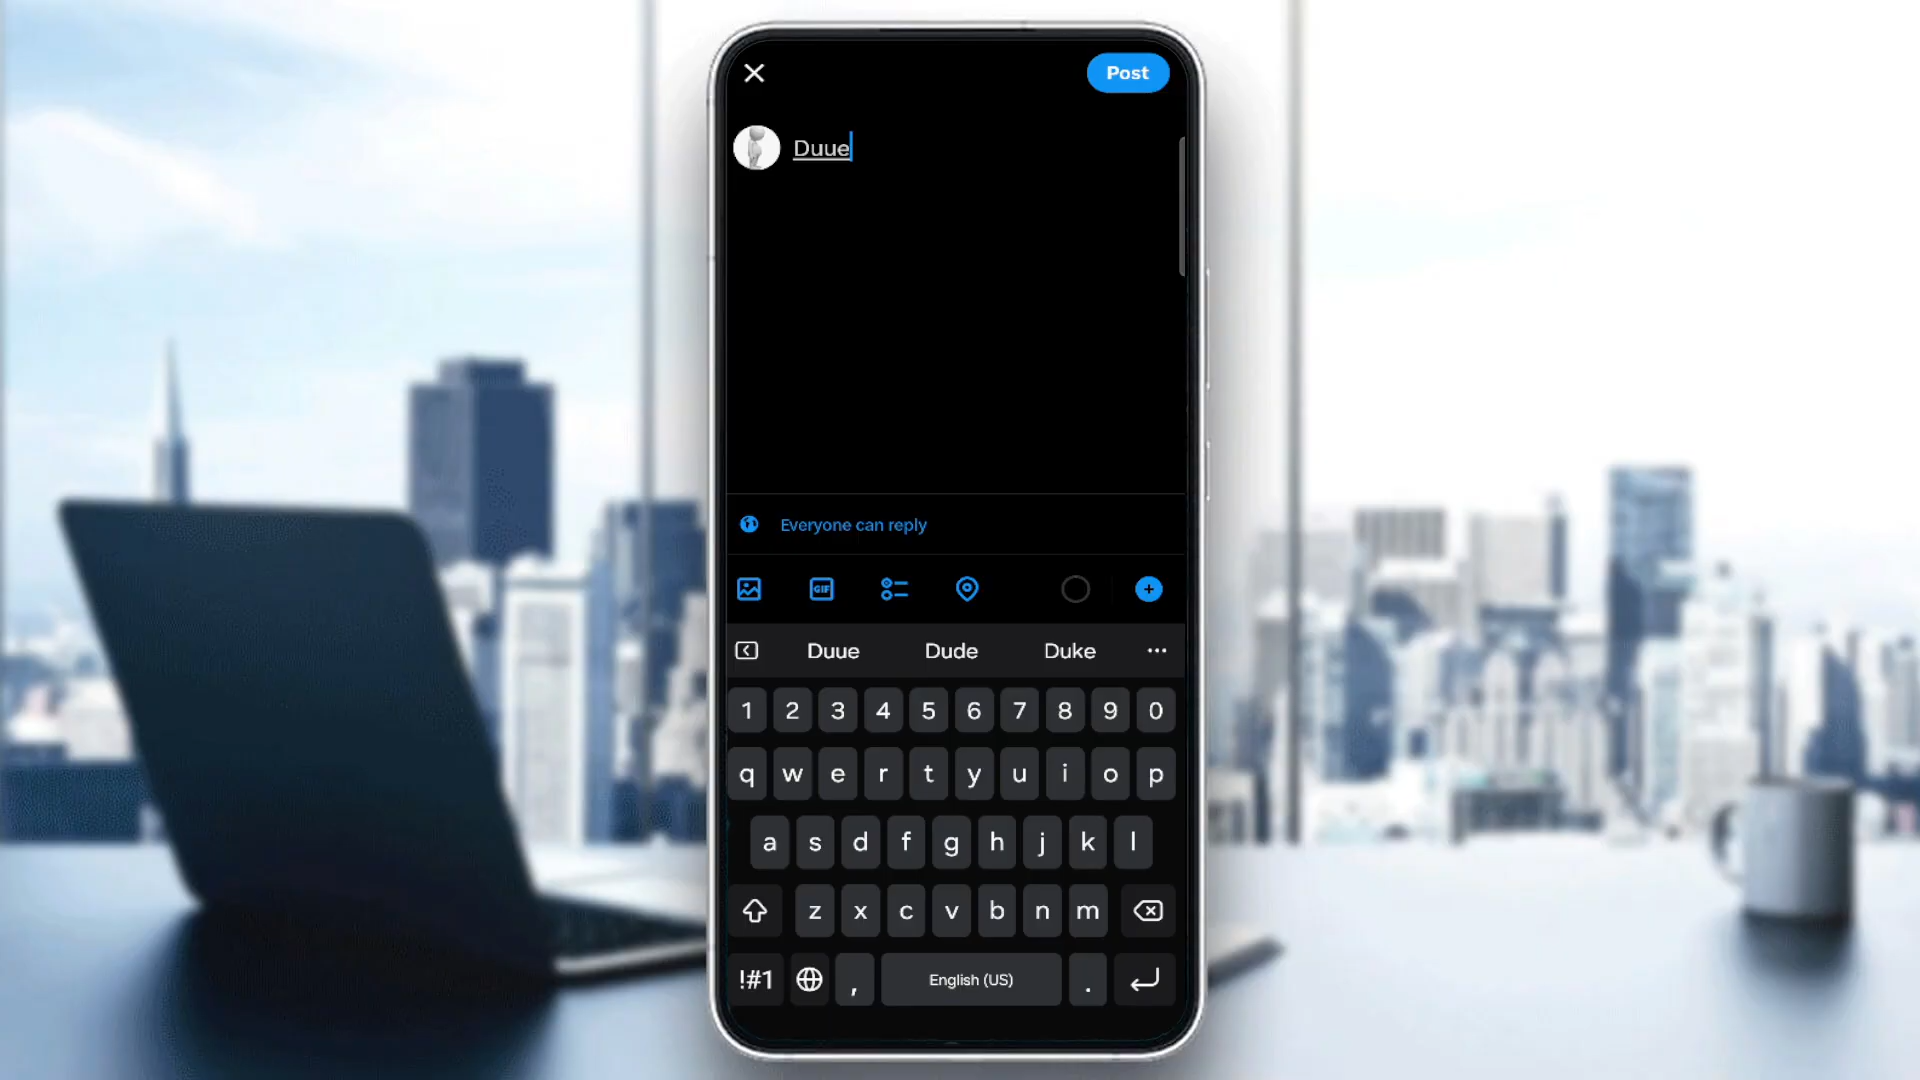 Post
Duue
Everyone can reply
GIF
Duue Dude Duke
1 2 3 4 5 6 7 8 9 0
q w e r t y u i o p
a s d f g h j k l
z x c v b n m
!#1 , English (US) .